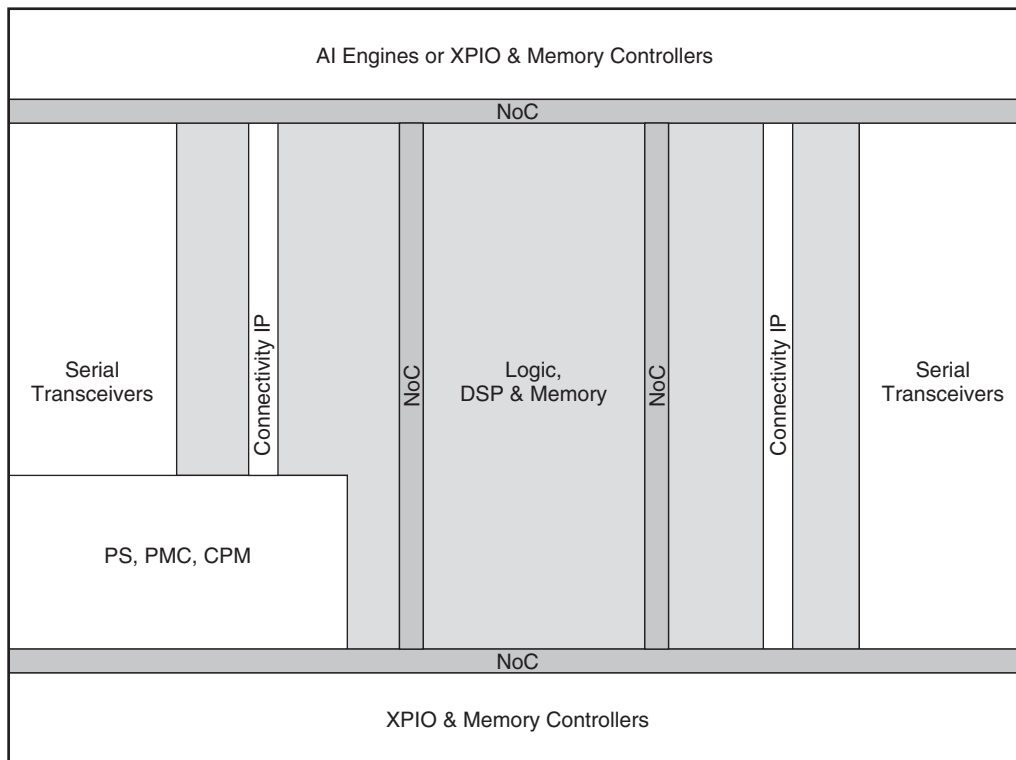 AI Engines or XPIO & Memory Controllers
NoC
Serial
Transceivers
Connectivity IP
NoC
Logic,
DSP & Memory
NoC
Connectivity IP
Serial
Transceivers
PS, PMC, CPM
NoC
XPIO & Memory Controllers